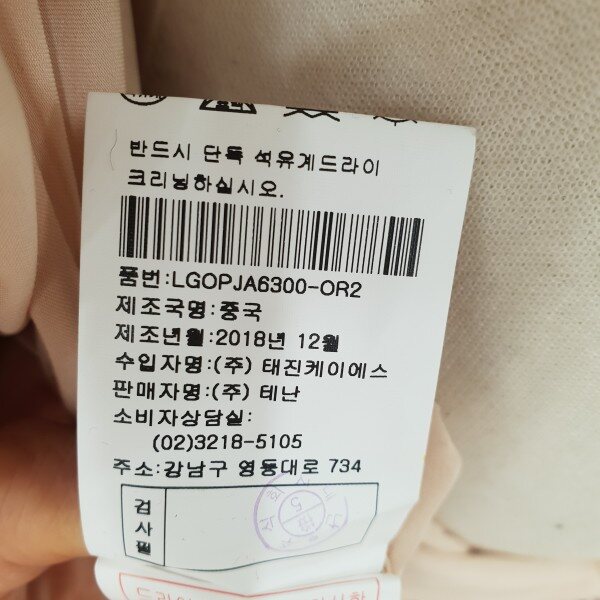 반드시 단독 석유계드라이
크리닝하십시오.
품번:LGOPJA6300-OR2
제조국명:중국
제조년월:2018년 12월
수입자명:(주) 태진케이에스
판매자명:(주) 테난
소비자상담실:
(02)3218-5105
주소:강남구 영동대로 734
검
사
필
5